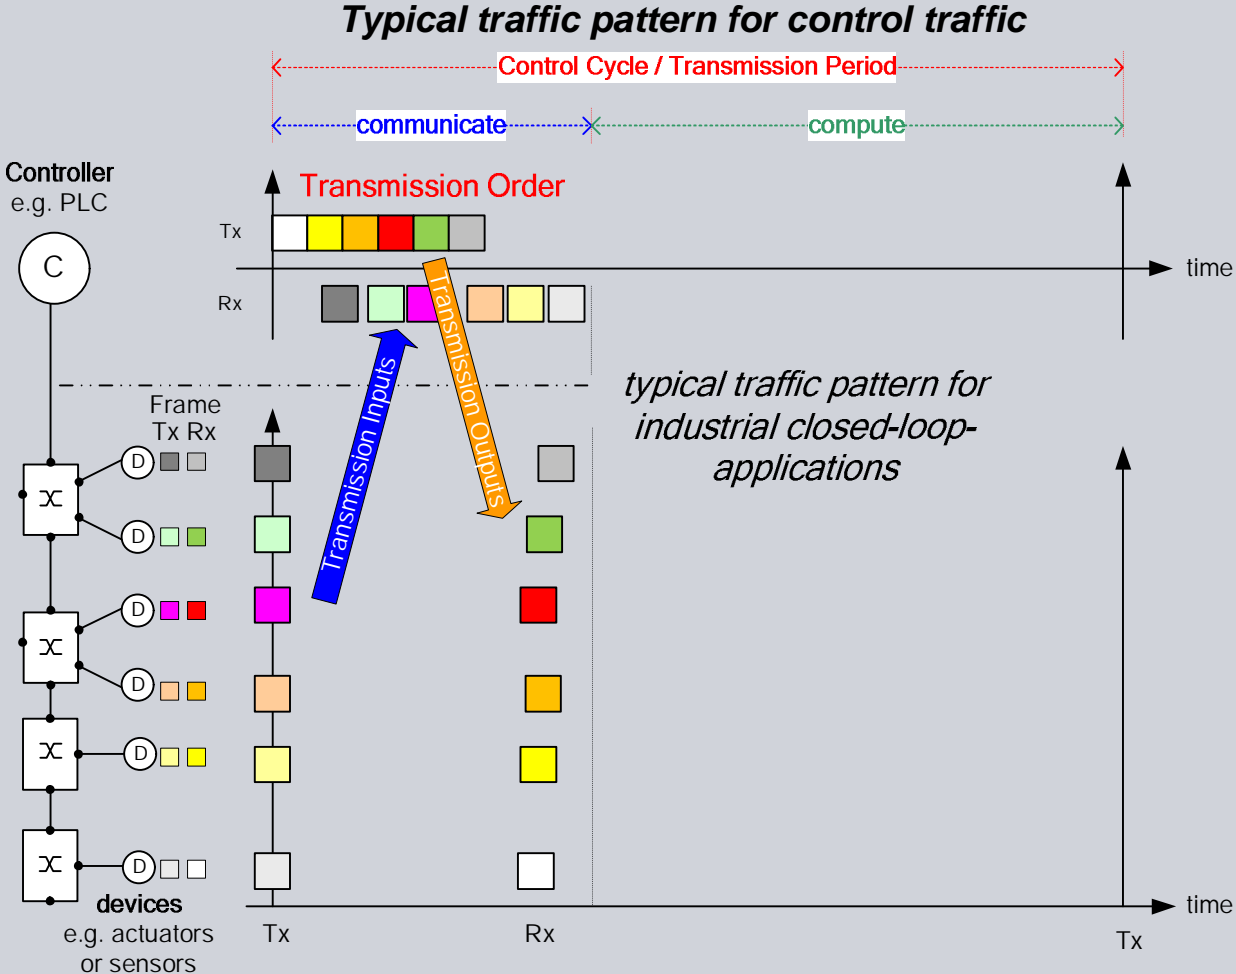 Typical traffic pattern for control traffic
Control Cycle / Transmission Period
communicate
compute
Controller
e.g. PLC
Transmission Order
Tx
C
time
Rx
Transmission Inputs
Transmission Outputs
typical traffic pattern for
industrial closed-loop-
applications
Frame
Tx Rx
D
D
D
D
D
D
devices
e.g. actuators
or sensors
time
Tx
Rx
Tx